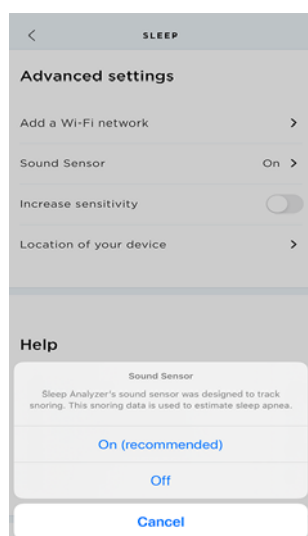 SLEEP
Advanced settings
Add a Wi-Fi network
Sound Sensor On
Increase sensitivity
Location of your device
Help
Sound Sensor
Sleep Analyzer's sound sensor was designed to track
snoring. This snoring data is used to estimate sleep apnea.
On (recommended)
Off
Cancel